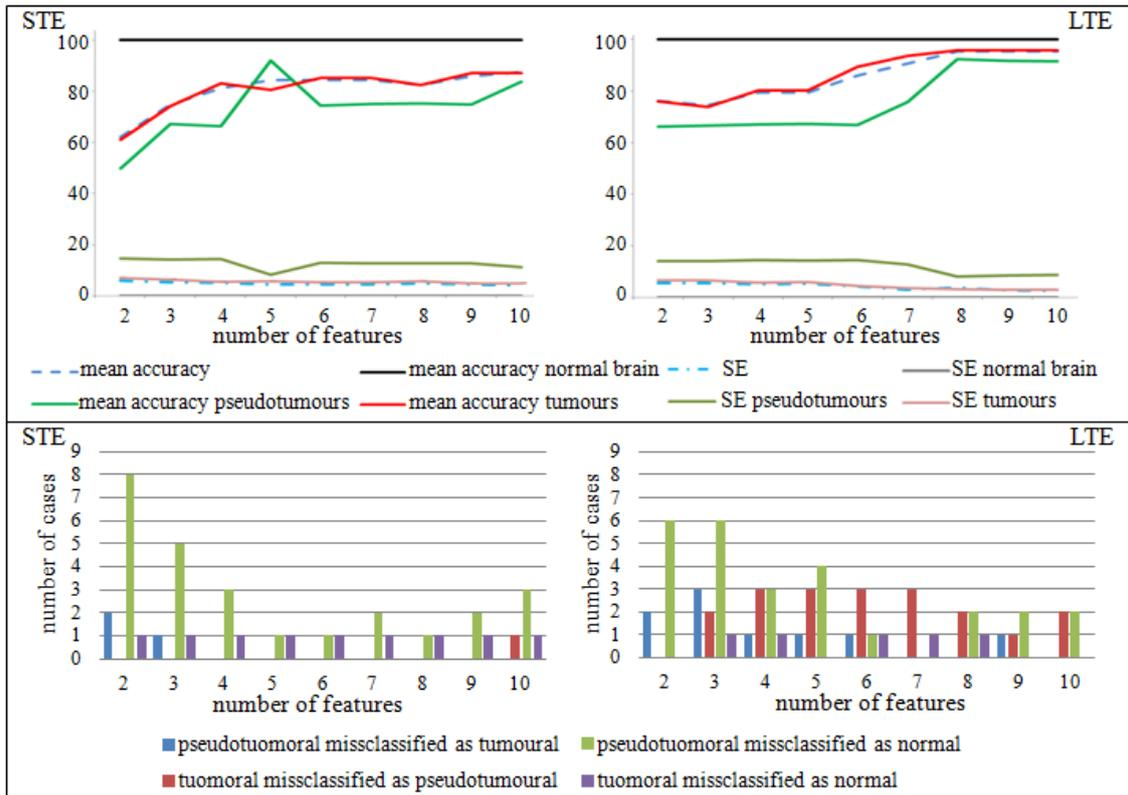 STE LTE
100 100
80 80
60 60
40 40
20 20
0 0
2 3 4 5 6 7 8 9 10 2 3 4 5 6 7 8 9 10
number of features number of features
mean accuracy mean accuracy normal brain SE SE normal brain
mean accuracy pseudotumours mean accuracy tumours SE pseudotumours SE tumours
STE LTE
9 9
8 8
7 7
6 6
5 5
4 4
3 3
2 2
1 1
0 0
number of cases number of cases
2 3 4 5 6 7 8 9 10 2 3 4 5 6 7 8 9 10
number of features number of features
pseudotuomoral missclassified as tumoural pseudotuomoral missclassified as normal
tuomoral missclassified as pseudotumoural tuomoral missclassified as normal